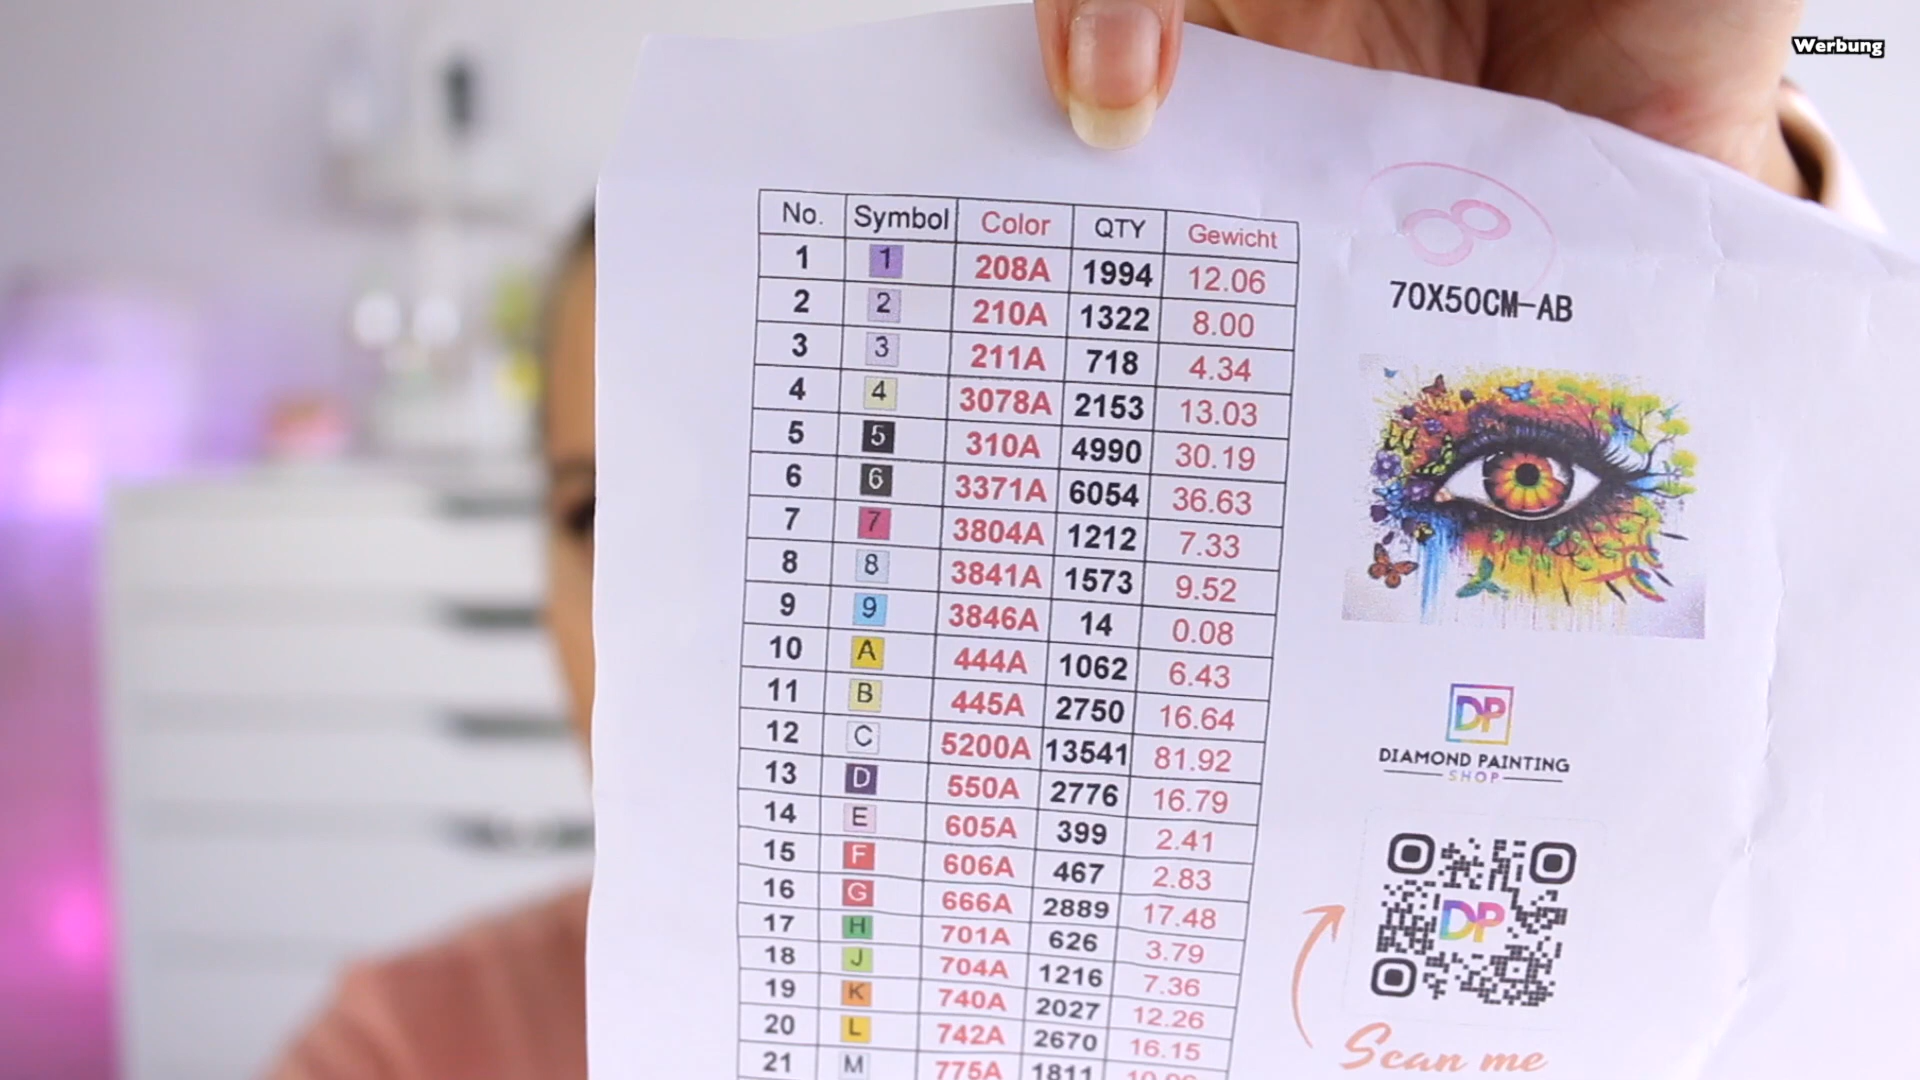 Werbung
No. Symbol Color QTY Gewicht
1 1 208A 1994 12.06
2 2 210A 1322 8.00
3 3 211A 718 4.34
4 4 3078A 2153 13.03
5 5 310A 4990 30.19
6 6 3371A 6054 36.63
7 7 3804A 1212 7.33
8 8 3841A 1573 9.52
9 9 3846A 14 0.08
10 A 444A 1062 6.43
11 B 445A 2750 16.64
12 C 5200A 13541 81.92
13 D 550A 2776 16.79
14 E 605A 399 2.41
15 F 606A 467 2.83
16 G 666A 2889 17.48
17 H 701A 626 3.79
18 J 704A 1216 7.36
19 K 740A 2027 12.26
20 L 742A 2670 16.15
21 M 775A 1811
8
70X50CM-AB
DP
DIAMOND PAINTING
SHOP
DP
Scan me